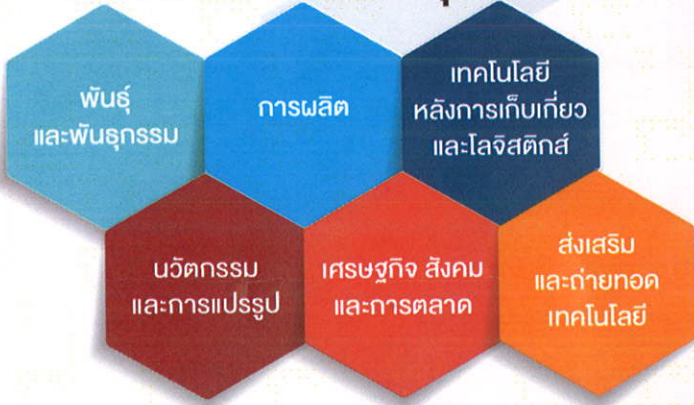 พันธุ์
และพันธุกรรม
การผลิต
เทคโนโลยี
หลังการเก็บเกี่ยว
และโลจิสติกส์
นวัตกรรม
และการแปรรูป
เศรษฐกิจ สังคม
และการตลาด
ส่งเสริม
และถ่ายทอด
เทคโนโลยี